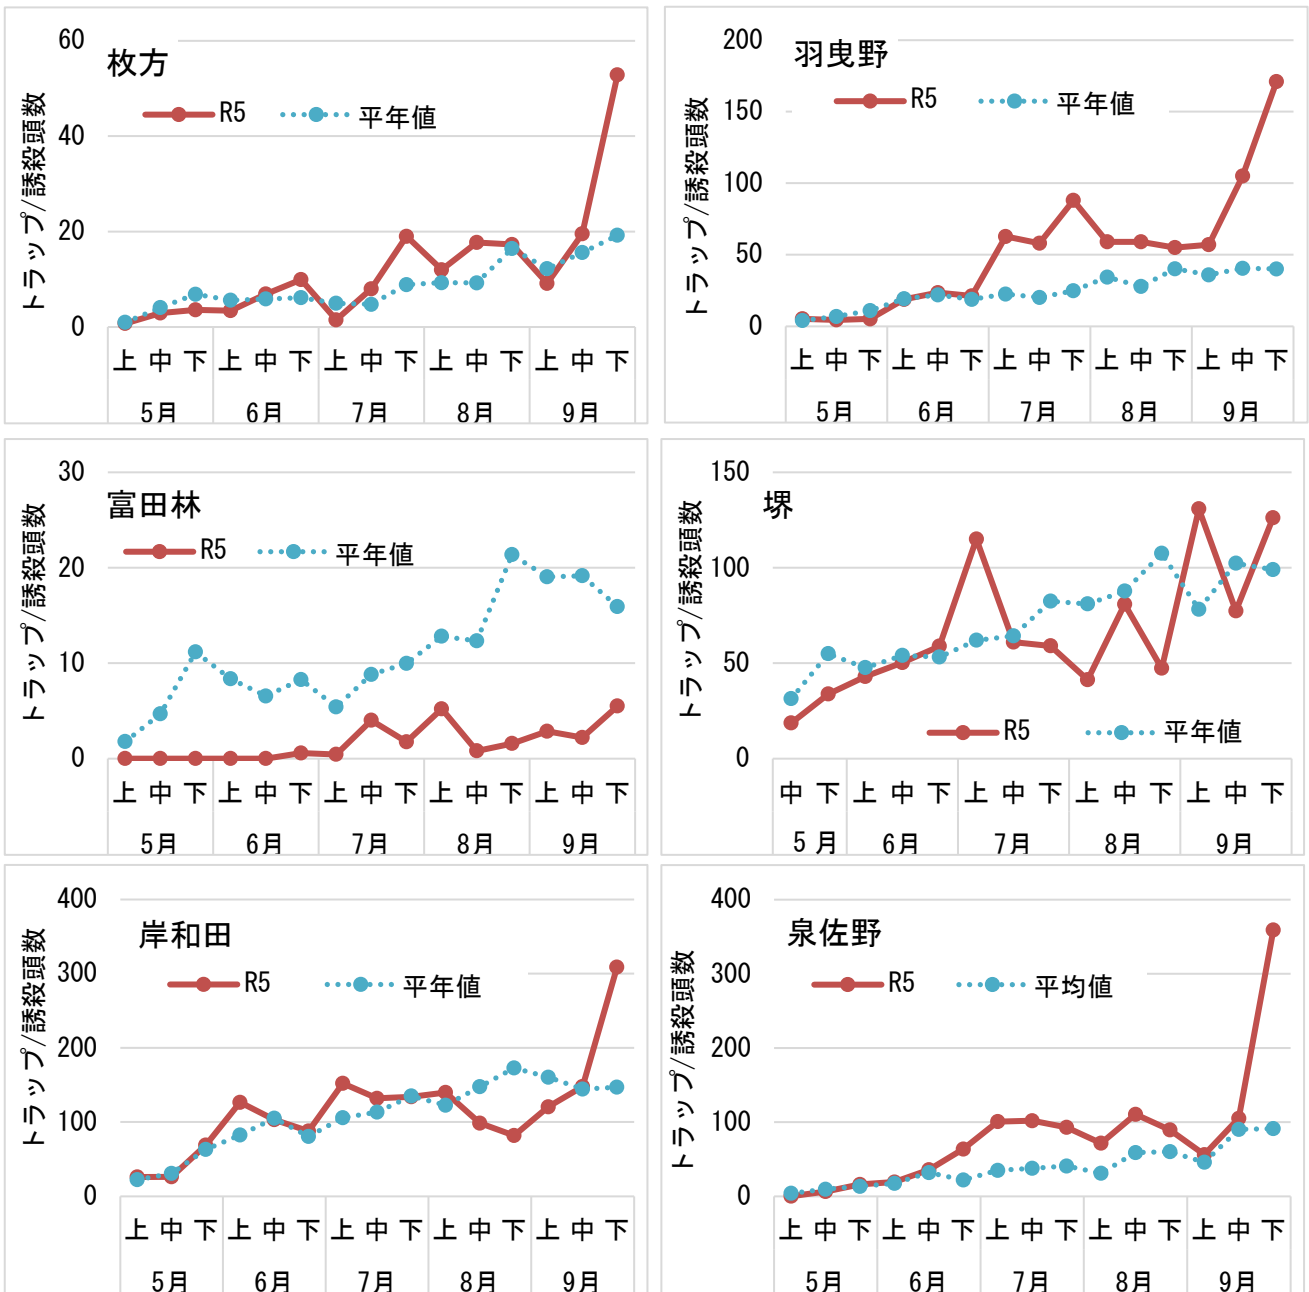 枚方
トラップ/誘殺頭数
R5 平年値
60
40
20
0
上 中 下 上 中 下 上 中 下 上 中 下 上 中 下
5月 6月 7月 8月 9月
羽曳野
トラップ/誘殺頭数
R5 平年値
200
150
100
50
0
上 中 下 上 中 下 上 中 下 上 中 下 上 中 下
5月 6月 7月 8月 9月
富田林
トラップ/誘殺頭数
R5 平年値
30
20
10
0
上 中 下 上 中 下 上 中 下 上 中 下 上 中 下
5月 6月 7月 8月 9月
堺
トラップ/誘殺頭数
150
100
50
0
R5 平年値
中 下 上 中 下 上 中 下 上 中 下 上 中 下
5 月 6月 7月 8月 9月
岸和田
トラップ/誘殺頭数
R5 平年値
400
300
200
100
0
上 中 下 上 中 下 上 中 下 上 中 下 上 中 下
5月 6月 7月 8月 9月
泉佐野
トラップ/誘殺頭数
R5 平均値
400
300
200
100
0
上 中 下 上 中 下 上 中 下 上 中 下 上 中 下
5月 6月 7月 8月 9月